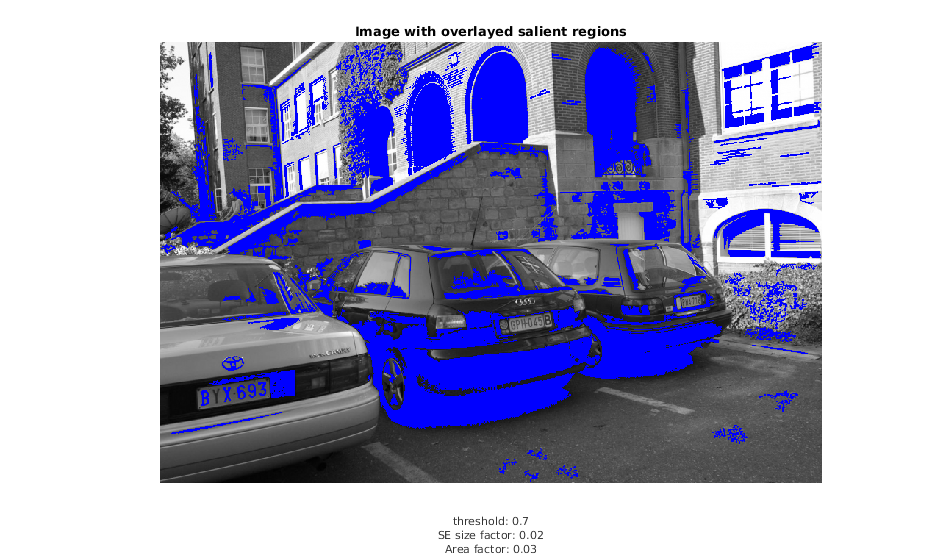 Image with overlayed salient regions
BYX 693
threshold: 0.7
SE size factor: 0.02
Area factor: 0.03